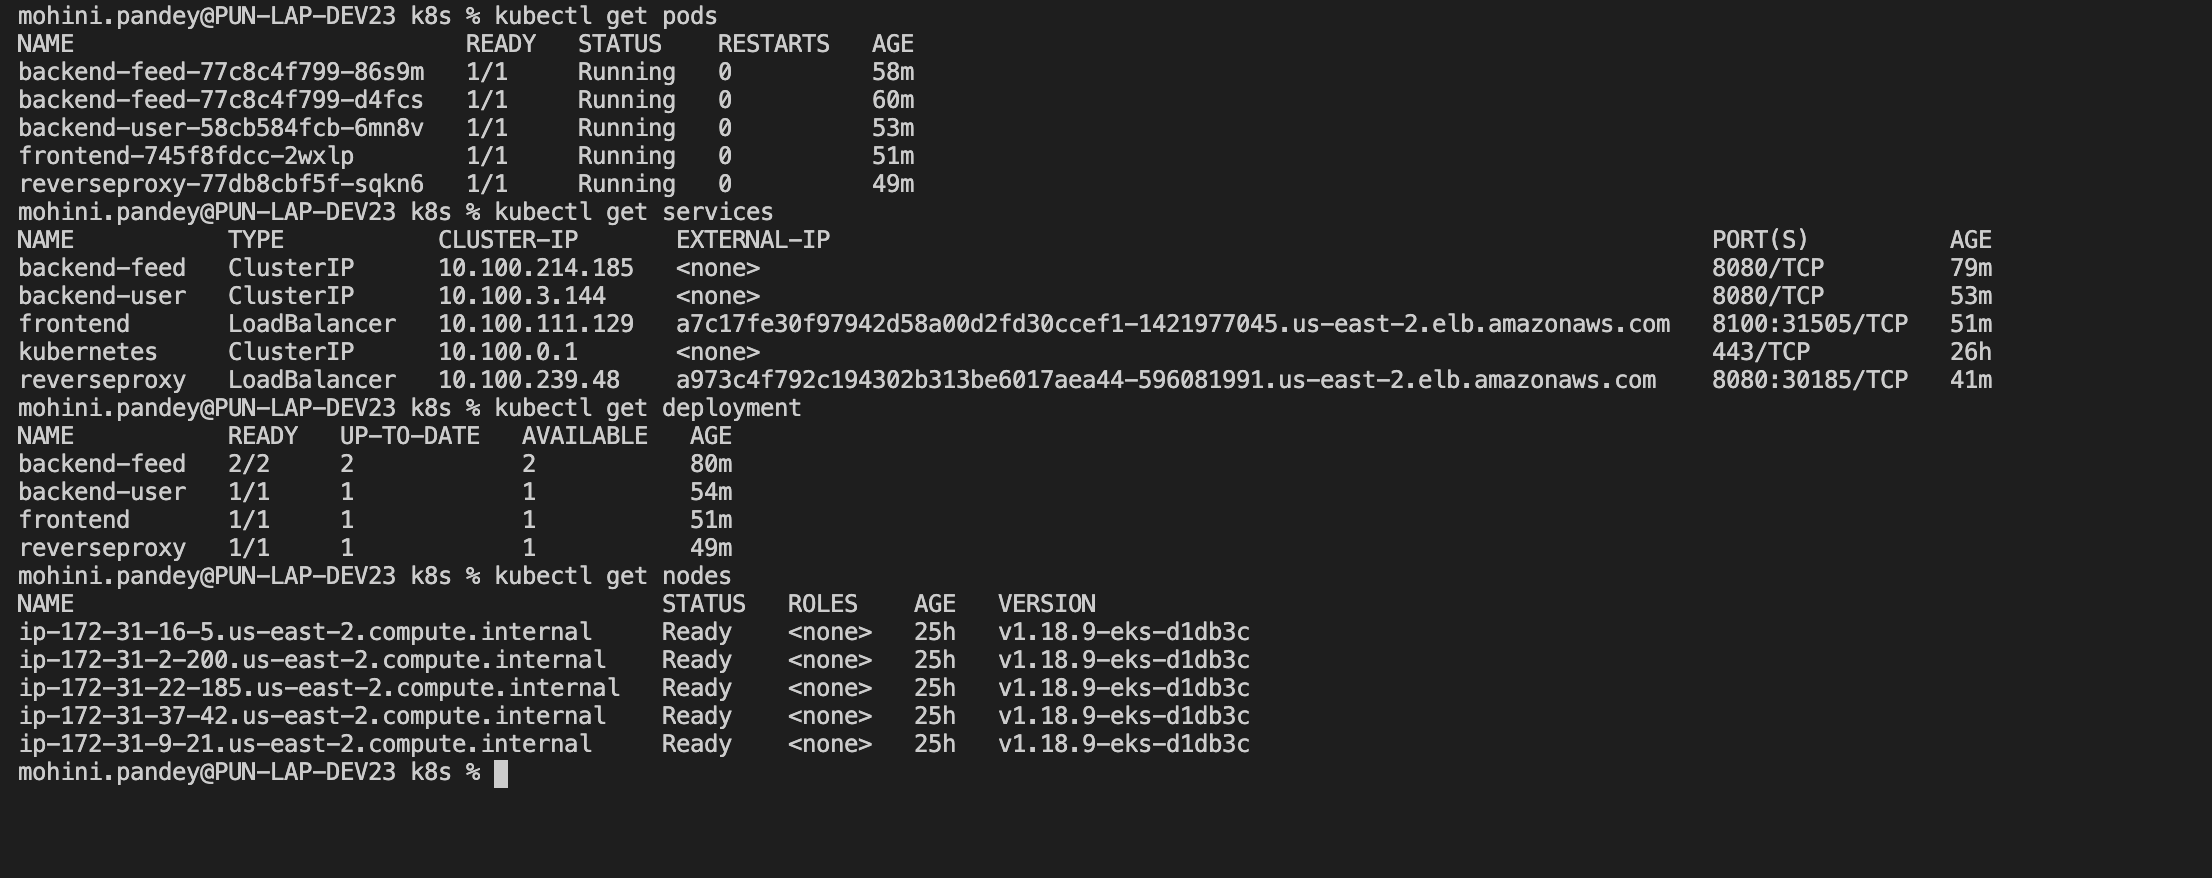 mohini.pandey@PUN-LAP-DEV23 k8s % kubectl get pods
NAME                            READY   STATUS    RESTARTS   AGE
backend-feed-77c8c4f799-86s9m   1/1     Running   0          58m
backend-feed-77c8c4f799-d4fcs   1/1     Running   0          60m
backend-user-58cb584fcb-6mn8v   1/1     Running   0          53m
frontend-745f8fdcc-2wxlp        1/1     Running   0          51m
reverseproxy-77db8cbf5f-sqkn6   1/1     Running   0          49m
mohini.pandey@PUN-LAP-DEV23 k8s % kubectl get services
NAME           TYPE           CLUSTER-IP       EXTERNAL-IP                                                               PORT(S)          AGE
backend-feed   ClusterIP      10.100.214.185   <none>                                                                    8080/TCP         79m
backend-user   ClusterIP      10.100.3.144     <none>                                                                    8080/TCP         53m
frontend       LoadBalancer   10.100.111.129   a7c17fe30f97942d58a00d2fd30ccef1-1421977045.us-east-2.elb.amazonaws.com   8100:31505/TCP   51m
kubernetes     ClusterIP      10.100.0.1       <none>                                                                    443/TCP          26h
reverseproxy   LoadBalancer   10.100.239.48    a973c4f792c194302b313be6017aea44-596081991.us-east-2.elb.amazonaws.com    8080:30185/TCP   41m
mohini.pandey@PUN-LAP-DEV23 k8s % kubectl get deployment
NAME           READY   UP-TO-DATE   AVAILABLE   AGE
backend-feed   2/2     2            2           80m
backend-user   1/1     1            1           54m
frontend       1/1     1            1           51m
reverseproxy   1/1     1            1           49m
mohini.pandey@PUN-LAP-DEV23 k8s % kubectl get nodes
NAME                                          STATUS   ROLES    AGE   VERSION
ip-172-31-16-5.us-east-2.compute.internal     Ready    <none>   25h   v1.18.9-eks-d1db3c
ip-172-31-2-200.us-east-2.compute.internal    Ready    <none>   25h   v1.18.9-eks-d1db3c
ip-172-31-22-185.us-east-2.compute.internal   Ready    <none>   25h   v1.18.9-eks-d1db3c
ip-172-31-37-42.us-east-2.compute.internal    Ready    <none>   25h   v1.18.9-eks-d1db3c
ip-172-31-9-21.us-east-2.compute.internal     Ready    <none>   25h   v1.18.9-eks-d1db3c
mohini.pandey@PUN-LAP-DEV23 k8s %